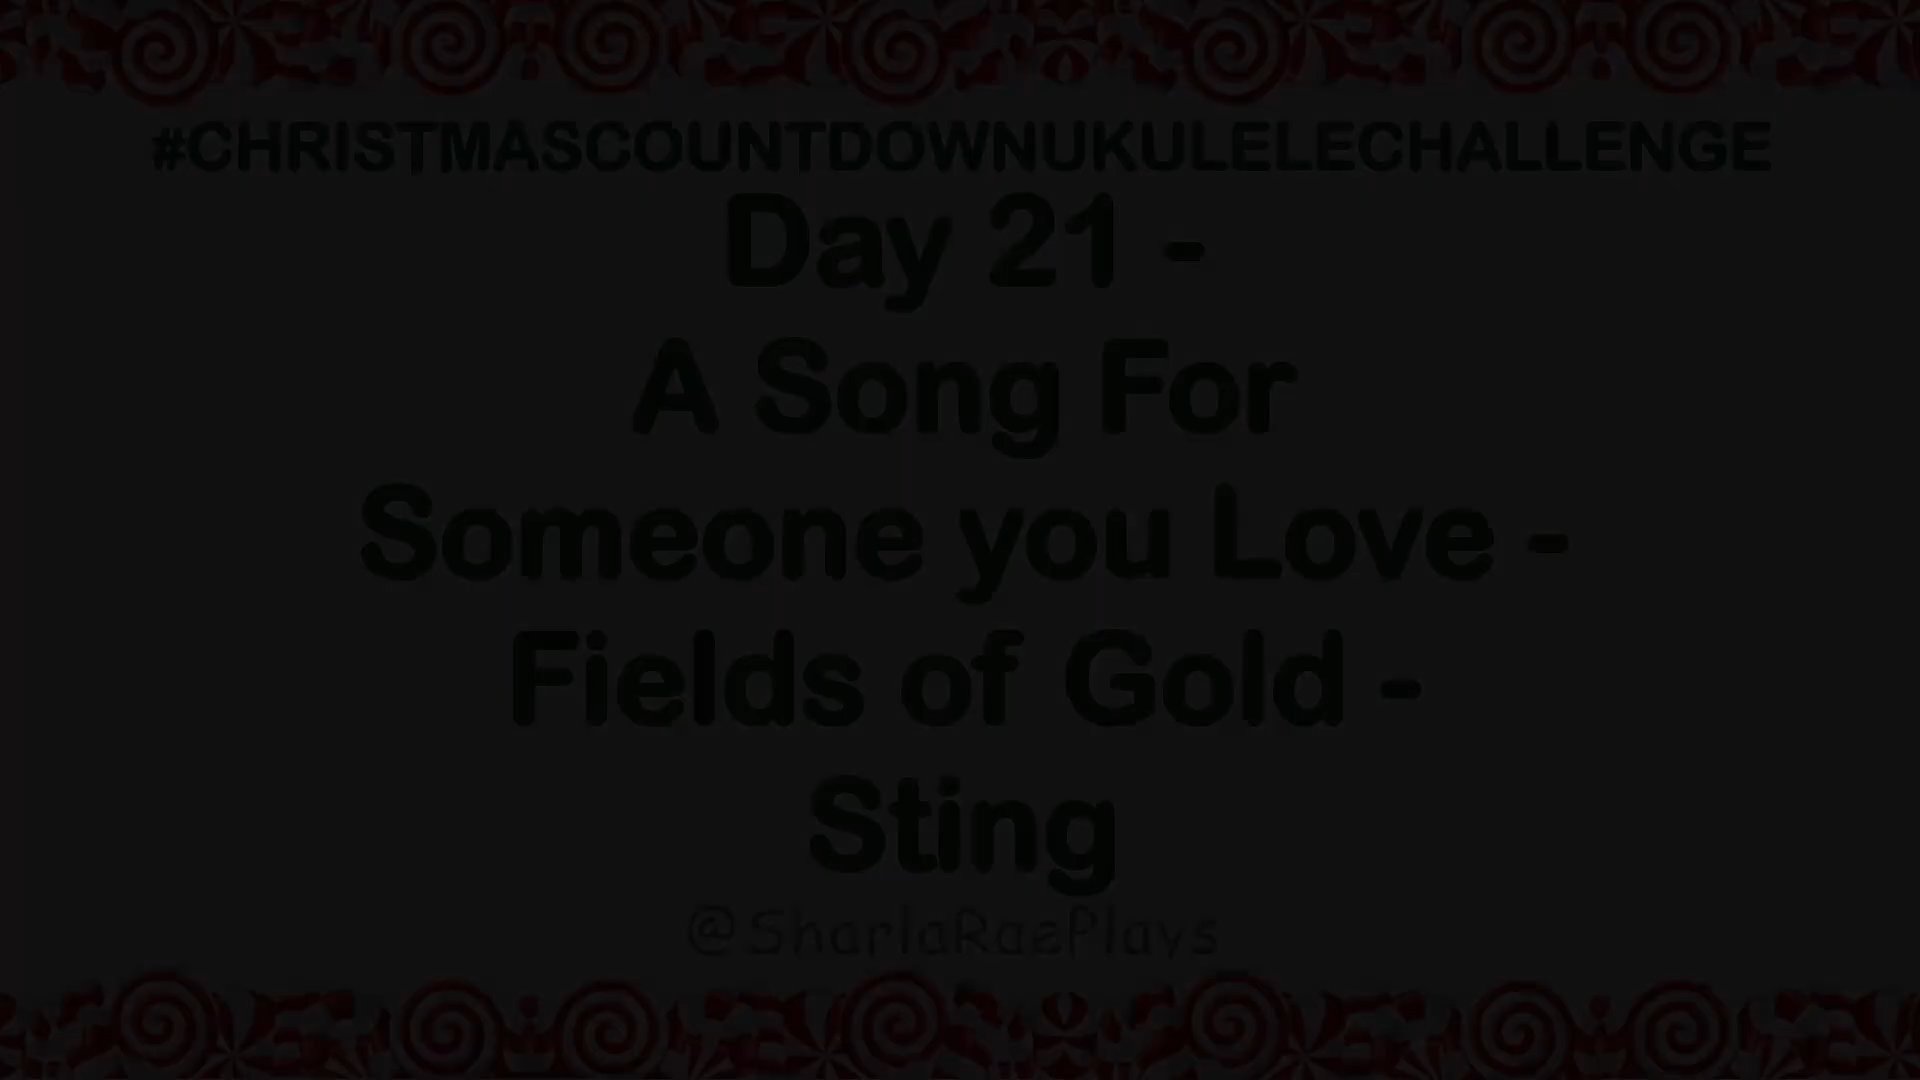 #CHRISTMASCOUNTDOWNUKULELECHALLENGE
Day 21 -
A Song For
Someone you Love -
Fields of Gold -
Sting
@SharlaRaePlays